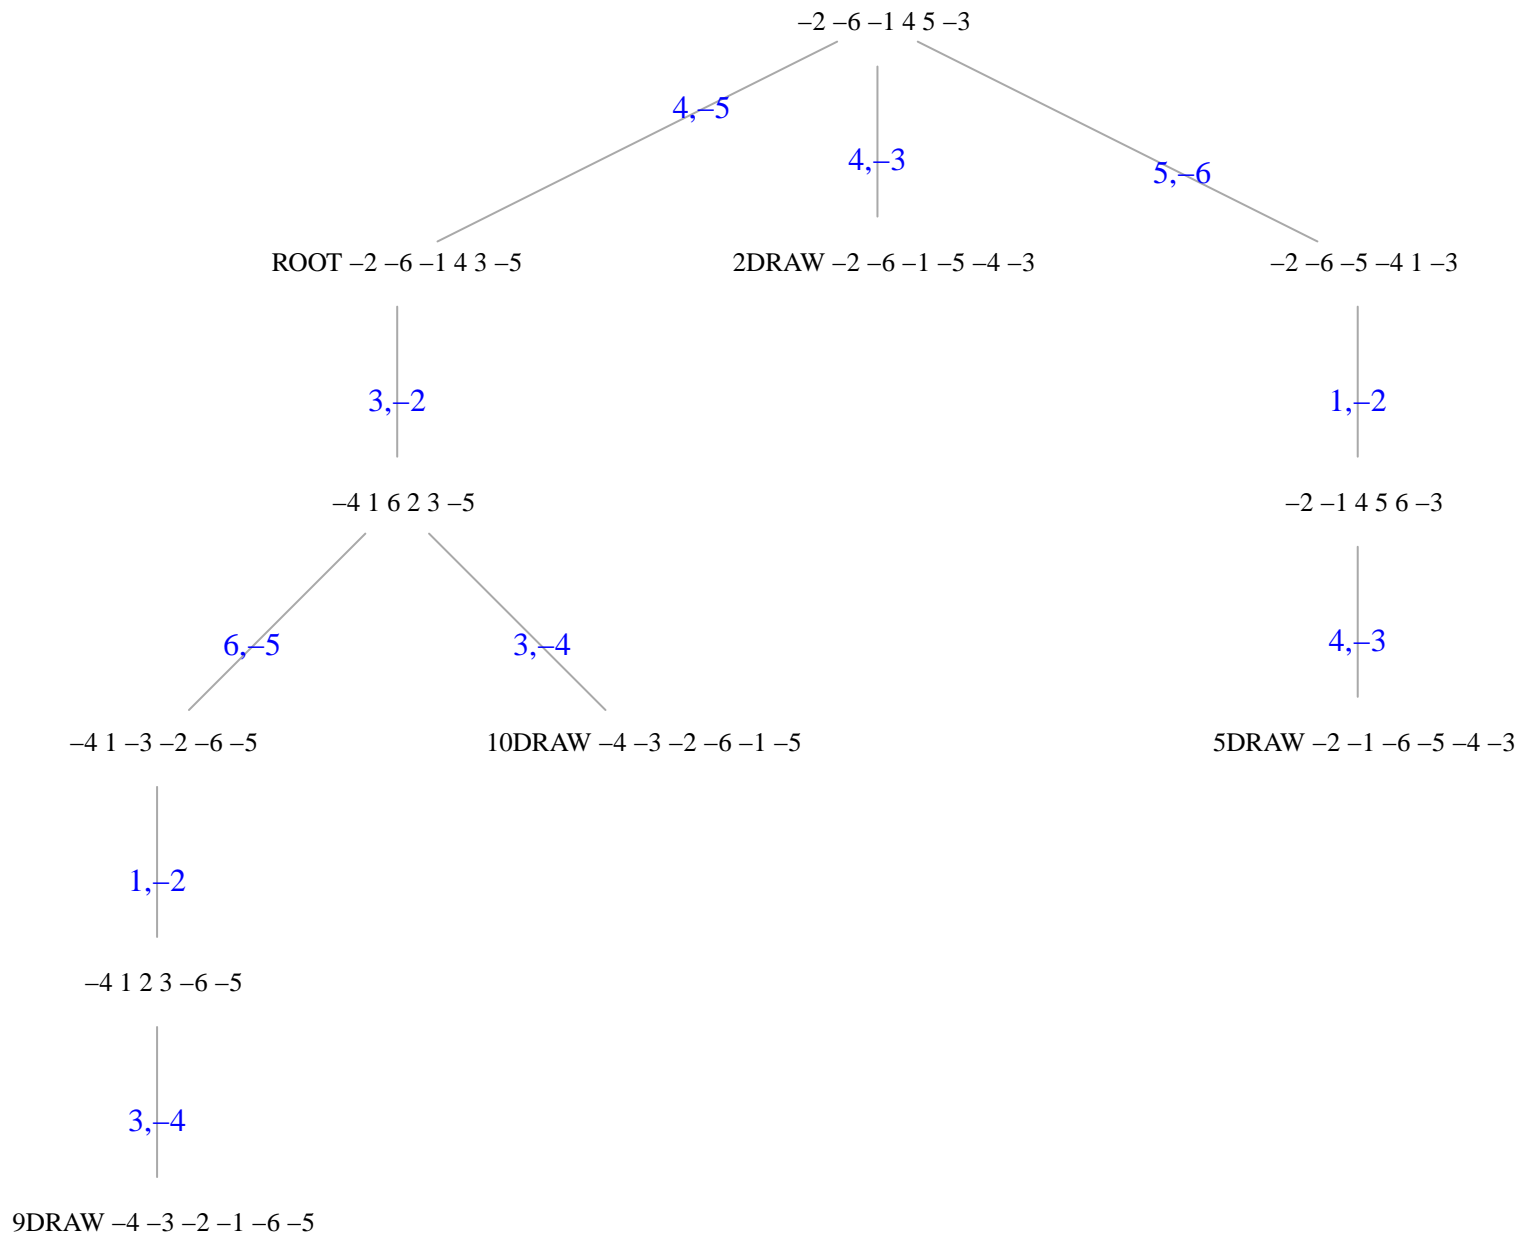 –2 –6 –1 4 5 –3
4,–5
4,–3
5,–6
ROOT –2 –6 –1 4 3 –5
2DRAW –2 –6 –1 –5 –4 –3
–2 –6 –5 –4 1 –3
3,–2
1,–2
–4 1 6 2 3 –5
–2 –1 4 5 6 –3
6,–5
3,–4
4,–3
–4 1 –3 –2 –6 –5
10DRAW –4 –3 –2 –6 –1 –5
5DRAW –2 –1 –6 –5 –4 –3
1,–2
–4 1 2 3 –6 –5
3,–4
9DRAW –4 –3 –2 –1 –6 –5